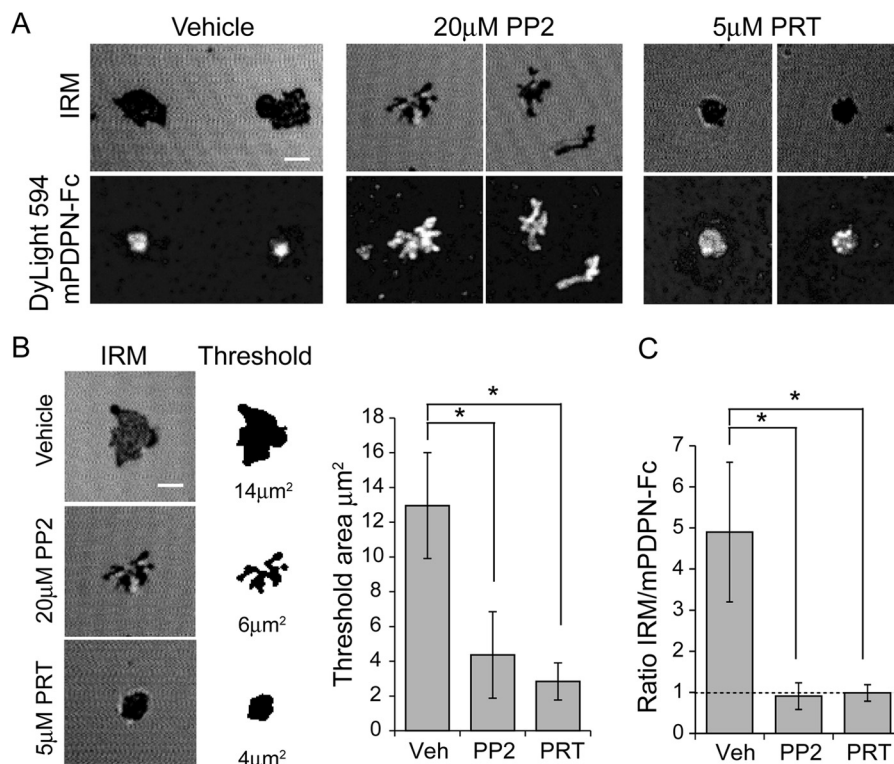 A
Vehicle
20μM PP2
5μM PRT
IRM
DyLight 594
mPDPN-Fc
B
IRM
Threshold
Vehicle
14μm²
20μM PP2
6μm²
5μM PRT
4μm²
Threshold area μm²
18
16
14
12
10
8
6
4
2
0
*
*
Veh
PP2
PRT
C
Ratio IRM/mPDPN-Fc
7
6
5
4
3
2
1
0
*
*
Veh
PP2
PRT